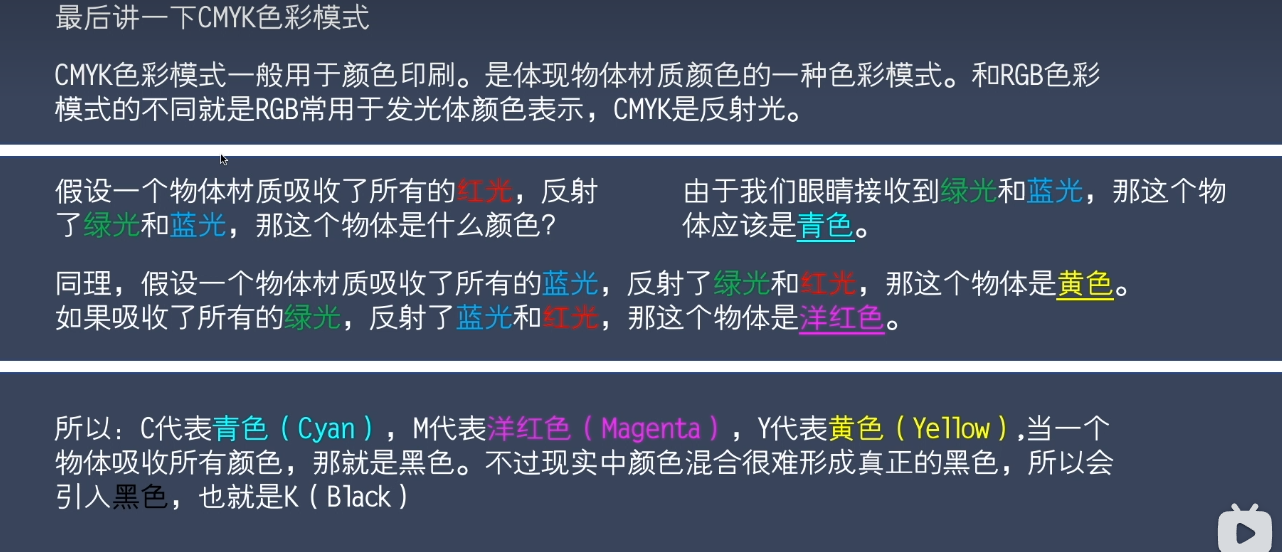 最后讲一下CMYK色彩模式
CMYK色彩模式一般用于颜色印刷。是体现物体材质颜色的一种色彩模式。和RGB色彩
模式的不同就是RGB常用于发光体颜色表示，CMYK是反射光。
假设一个物体材质吸收了所有的红光，反射
了绿光和蓝光，那这个物体是什么颜色？
由于我们眼睛接收到绿光和蓝光，那这个物
体应该是青色。
同理，假设一个物体材质吸收了所有的蓝光，反射了绿光和红光，那这个物体是黄色。
如果吸收了所有的绿光，反射了蓝光和红光，那这个物体是洋红色。
所以：C代表青色（Cyan），M代表洋红色（Magenta），Y代表黄色（Yellow）,当一个
物体吸收所有颜色，那就是黑色。不过现实中颜色混合很难形成真正的黑色，所以会
引入黑色，也就是K（Black）